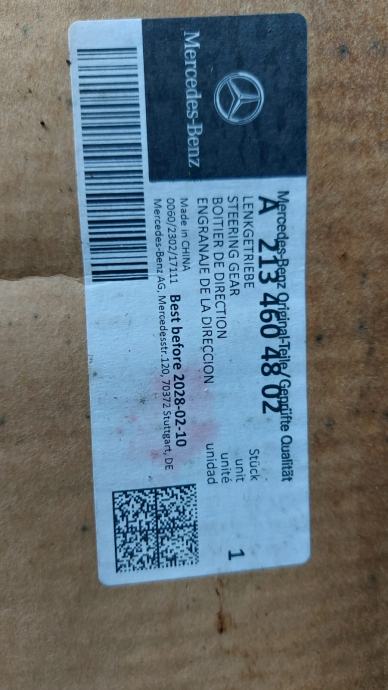 Mercedes-Benz
Mercedes-Benz Original-Teile/Geprüfte Qualität
A 213 460 48 02
LENKGETRIEBE
STEERING GEAR
BOITIER DE DIRECTION
ENGRANAJE DE LA DIRECCION
Stück
unit
unité
unidad
1
Made in CHINA
0060/2302/17111 Best before 2028-02-10
Mercedes-Benz AG, Mercedesstr.120, 70372 Stuttgart, DE